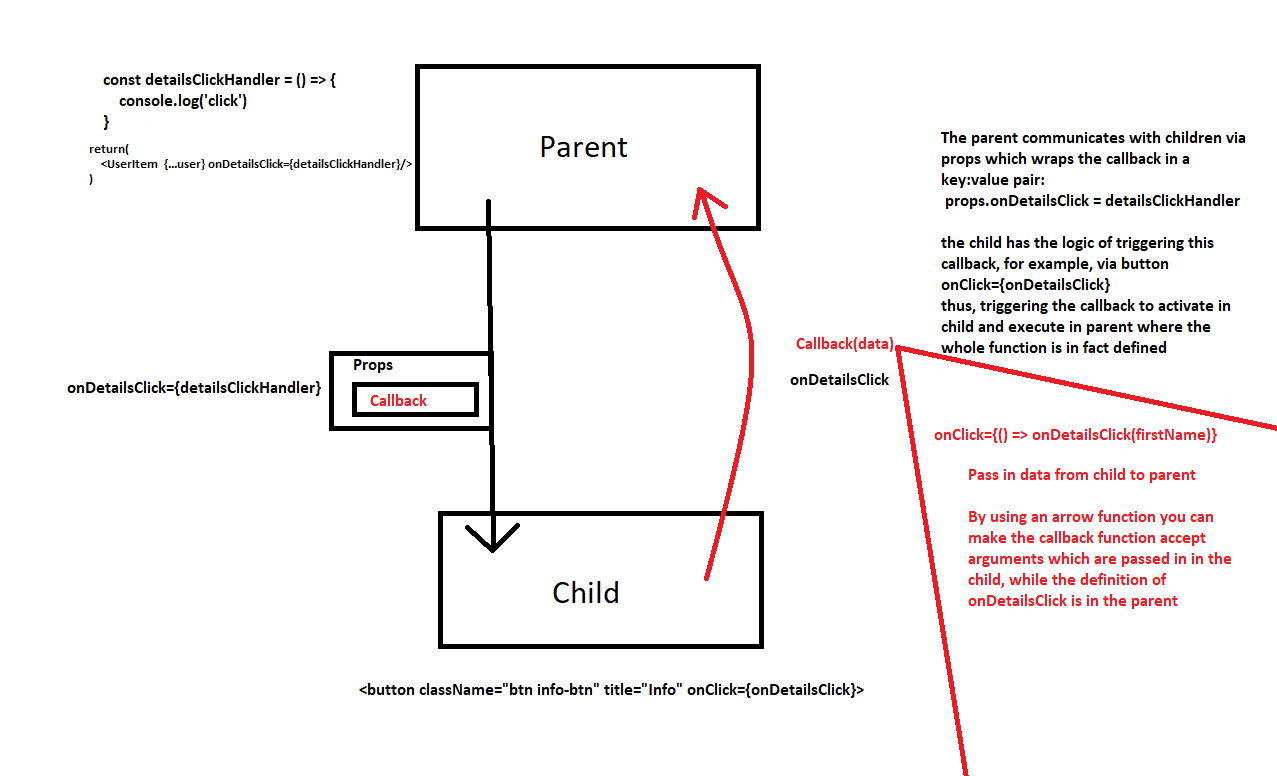 const detailsClickHandler = () => {
console.log('click')
}
return(
<UserItem {...user} onDetailsClick={detailsClickHandler}/>
)
Parent
The parent communicates with children via
props which wraps the callback in a
key:value pair:
props.onDetailsClick = detailsClickHandler
the child has the logic of triggering this
callback, for example, via button
onClick={onDetailsClick}
thus, triggering the callback to activate in
child and execute in parent where the
whole function is in fact defined
Props
Callback
onDetailsClick={detailsClickHandler}
Callback(data)
onDetailsClick
onClick={() => onDetailsClick(firstName)}
Pass in data from child to parent
By using an arrow function you can
make the callback function accept
arguments which are passed in in the
child, while the definition of
onDetailsClick is in the parent
Child
<button className="btn info-btn" title="Info" onClick={onDetailsClick}>